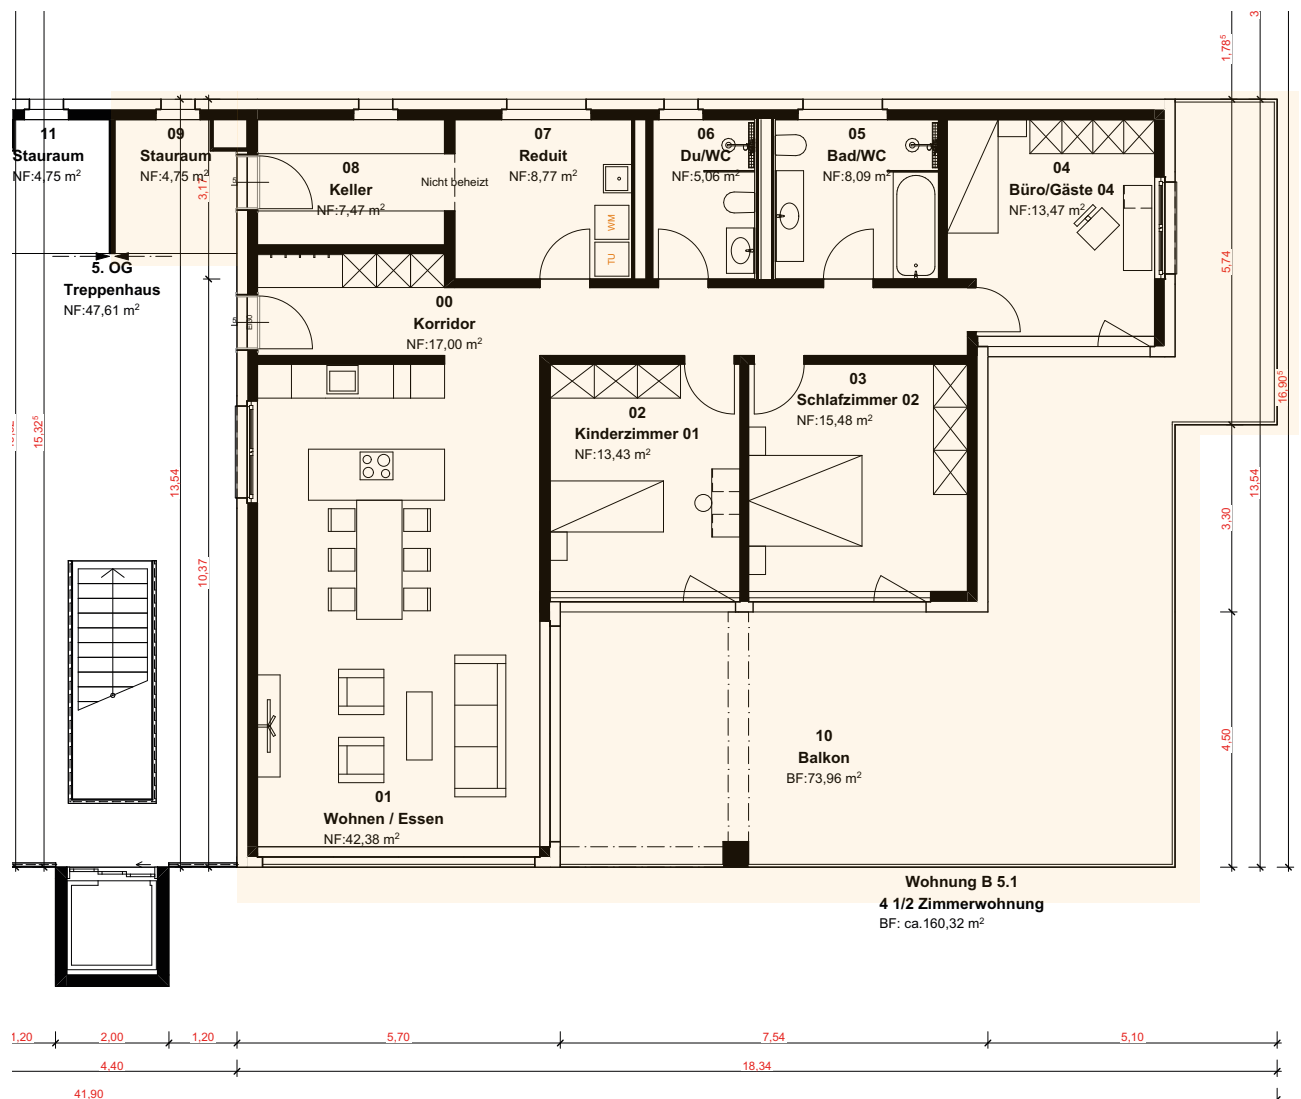 3
1,78⁵
11
Stauraum
NF:4,75 m²
09
Stauraum
NF:4,75 m²
3,17
08
Keller
NF:7,47 m²
Nicht beheizt
07
Reduit
NF:8,77 m²
WM
TU
06
Du/WC
NF:5,06 m²
05
Bad/WC
NF:8,09 m²
04
Büro/Gäste 04
NF:13,47 m²
5
5. OG
Treppenhaus
NF:47,61 m²
5
EI30
00
Korridor
NF:17,00 m²
5,74
16,90⁵
15,32⁵
13,54
13,54
3,30
10,37
4,50
02
Kinderzimmer 01
NF:13,43 m²
03
Schlafzimmer 02
NF:15,48 m²
01
Wohnen / Essen
NF:42,38 m²
10
Balkon
BF:73,96 m²
Wohnung B 5.1
4 1/2 Zimmerwohnung
BF: ca.160,32 m²
1,20 2,00 1,20 5,70 7,54 5,10
4,40 18,34
41,90